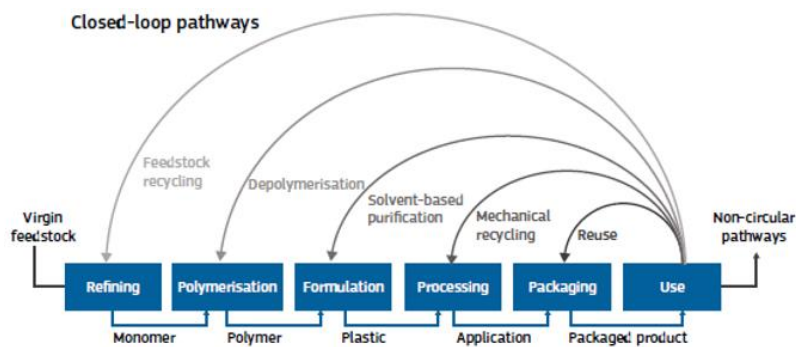 Closed-loop pathways
Feedstock
recycling
Depolymerisation
Solvent-based
purification
Mechanical
recycling
Reuse
Virgin
feedstock
Non-circular
pathways
Refining
Polymerisation
Formulation
Processing
Packaging
Use
Monomer
Polymer
Plastic
Application
Packaged product